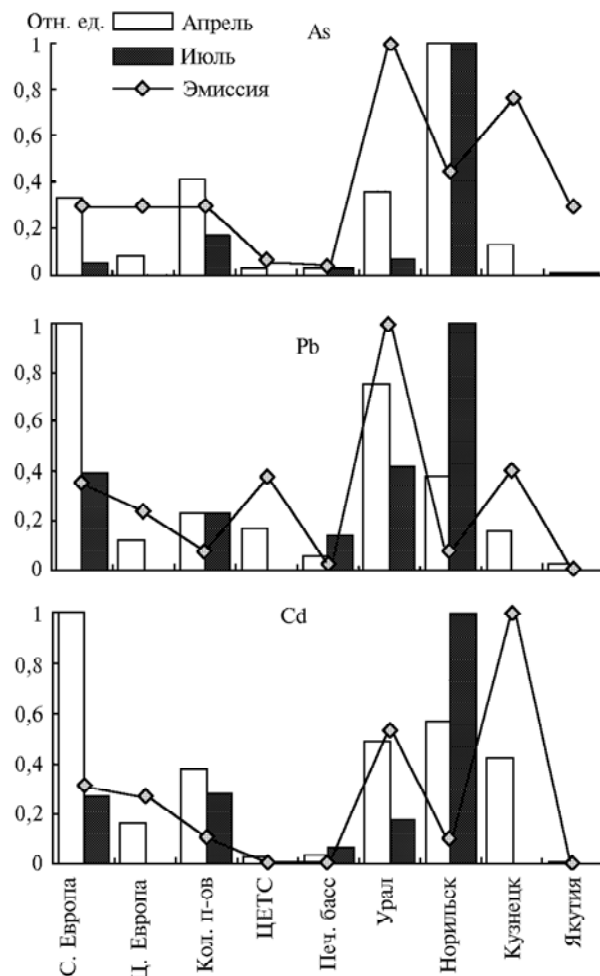 Отн. ед.
Апрель
Июль
Эмиссия
As
1
0,8
0,6
0,4
0,2
0
Pb
1
0,8
0,6
0,4
0,2
0
Cd
1
0,8
0,6
0,4
0,2
0
С. Европа
Ц. Европа
Кол. п-ов
ЦЕТС
Печ. басс
Урал
Норильск
Кузнецк
Якутия